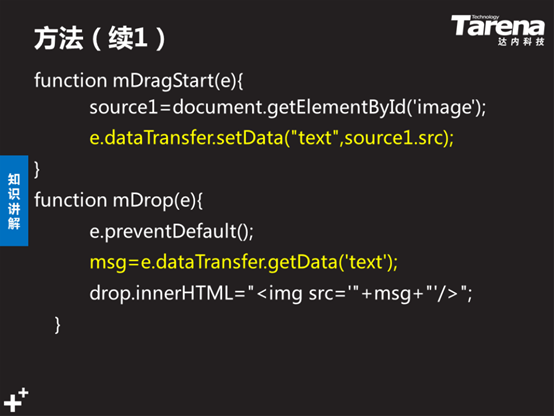 方法（续1）
Technology
Tarena
达内科技
function mDragStart(e){
source1=document.getElementById('image');
e.dataTransfer.setData("text",source1.src);
}
知识讲解
function mDrop(e){
e.preventDefault();
msg=e.dataTransfer.getData('text');
drop.innerHTML="<img src='"+msg+"'/>";
}